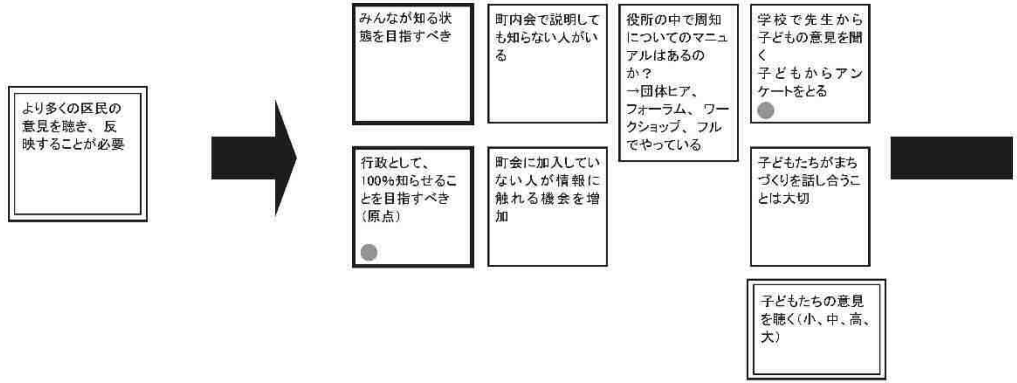 より多くの区民の
意見を聴き、反
映することが必要
みんなが知る状
態を目指すべき
町内会で説明して
も知らない人がい
る
役所の中で周知
についてのマニュ
アルはあるの
か？
→団体ヒア、
フォーラム、ワー
クショップ、フル
でやっている
学校で先生から
子どもの意見を聞
く
子どもからアン
ケートをとる
行政として、
100%知らせるこ
とを目指すべき
（原点）
町会に加入してい
ない人が情報に
触れる機会を増
加
子どもたちがまち
づくりを話し合うこ
とは大切
子どもたちの意見
を聴く（小、中、高、
大）